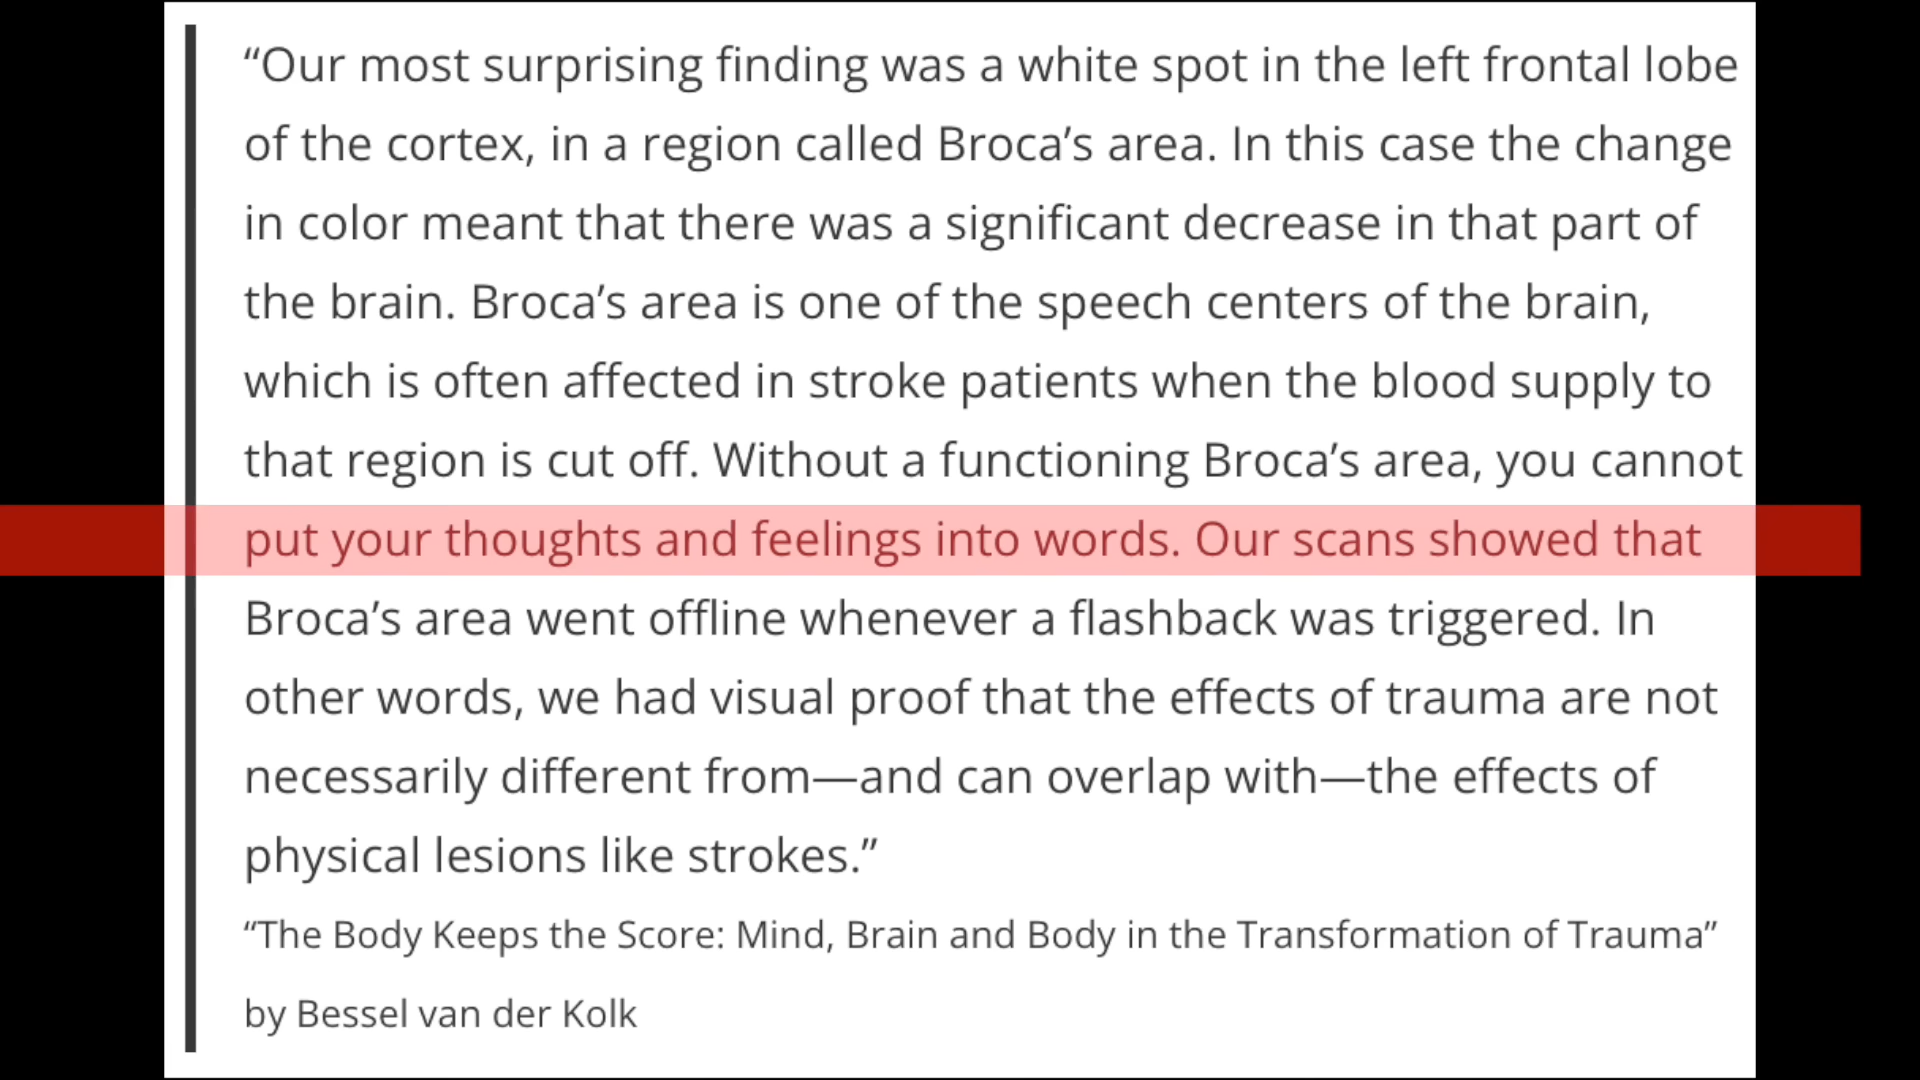 “Our most surprising finding was a white spot in the left frontal lobe
of the cortex, in a region called Broca’s area. In this case the change
in color meant that there was a significant decrease in that part of
the brain. Broca’s area is one of the speech centers of the brain,
which is often affected in stroke patients when the blood supply to
that region is cut off. Without a functioning Broca’s area, you cannot
put your thoughts and feelings into words. Our scans showed that
Broca’s area went offline whenever a flashback was triggered. In
other words, we had visual proof that the effects of trauma are not
necessarily different from—and can overlap with—the effects of
physical lesions like strokes.”
“The Body Keeps the Score: Mind, Brain and Body in the Transformation of Trauma”
by Bessel van der Kolk